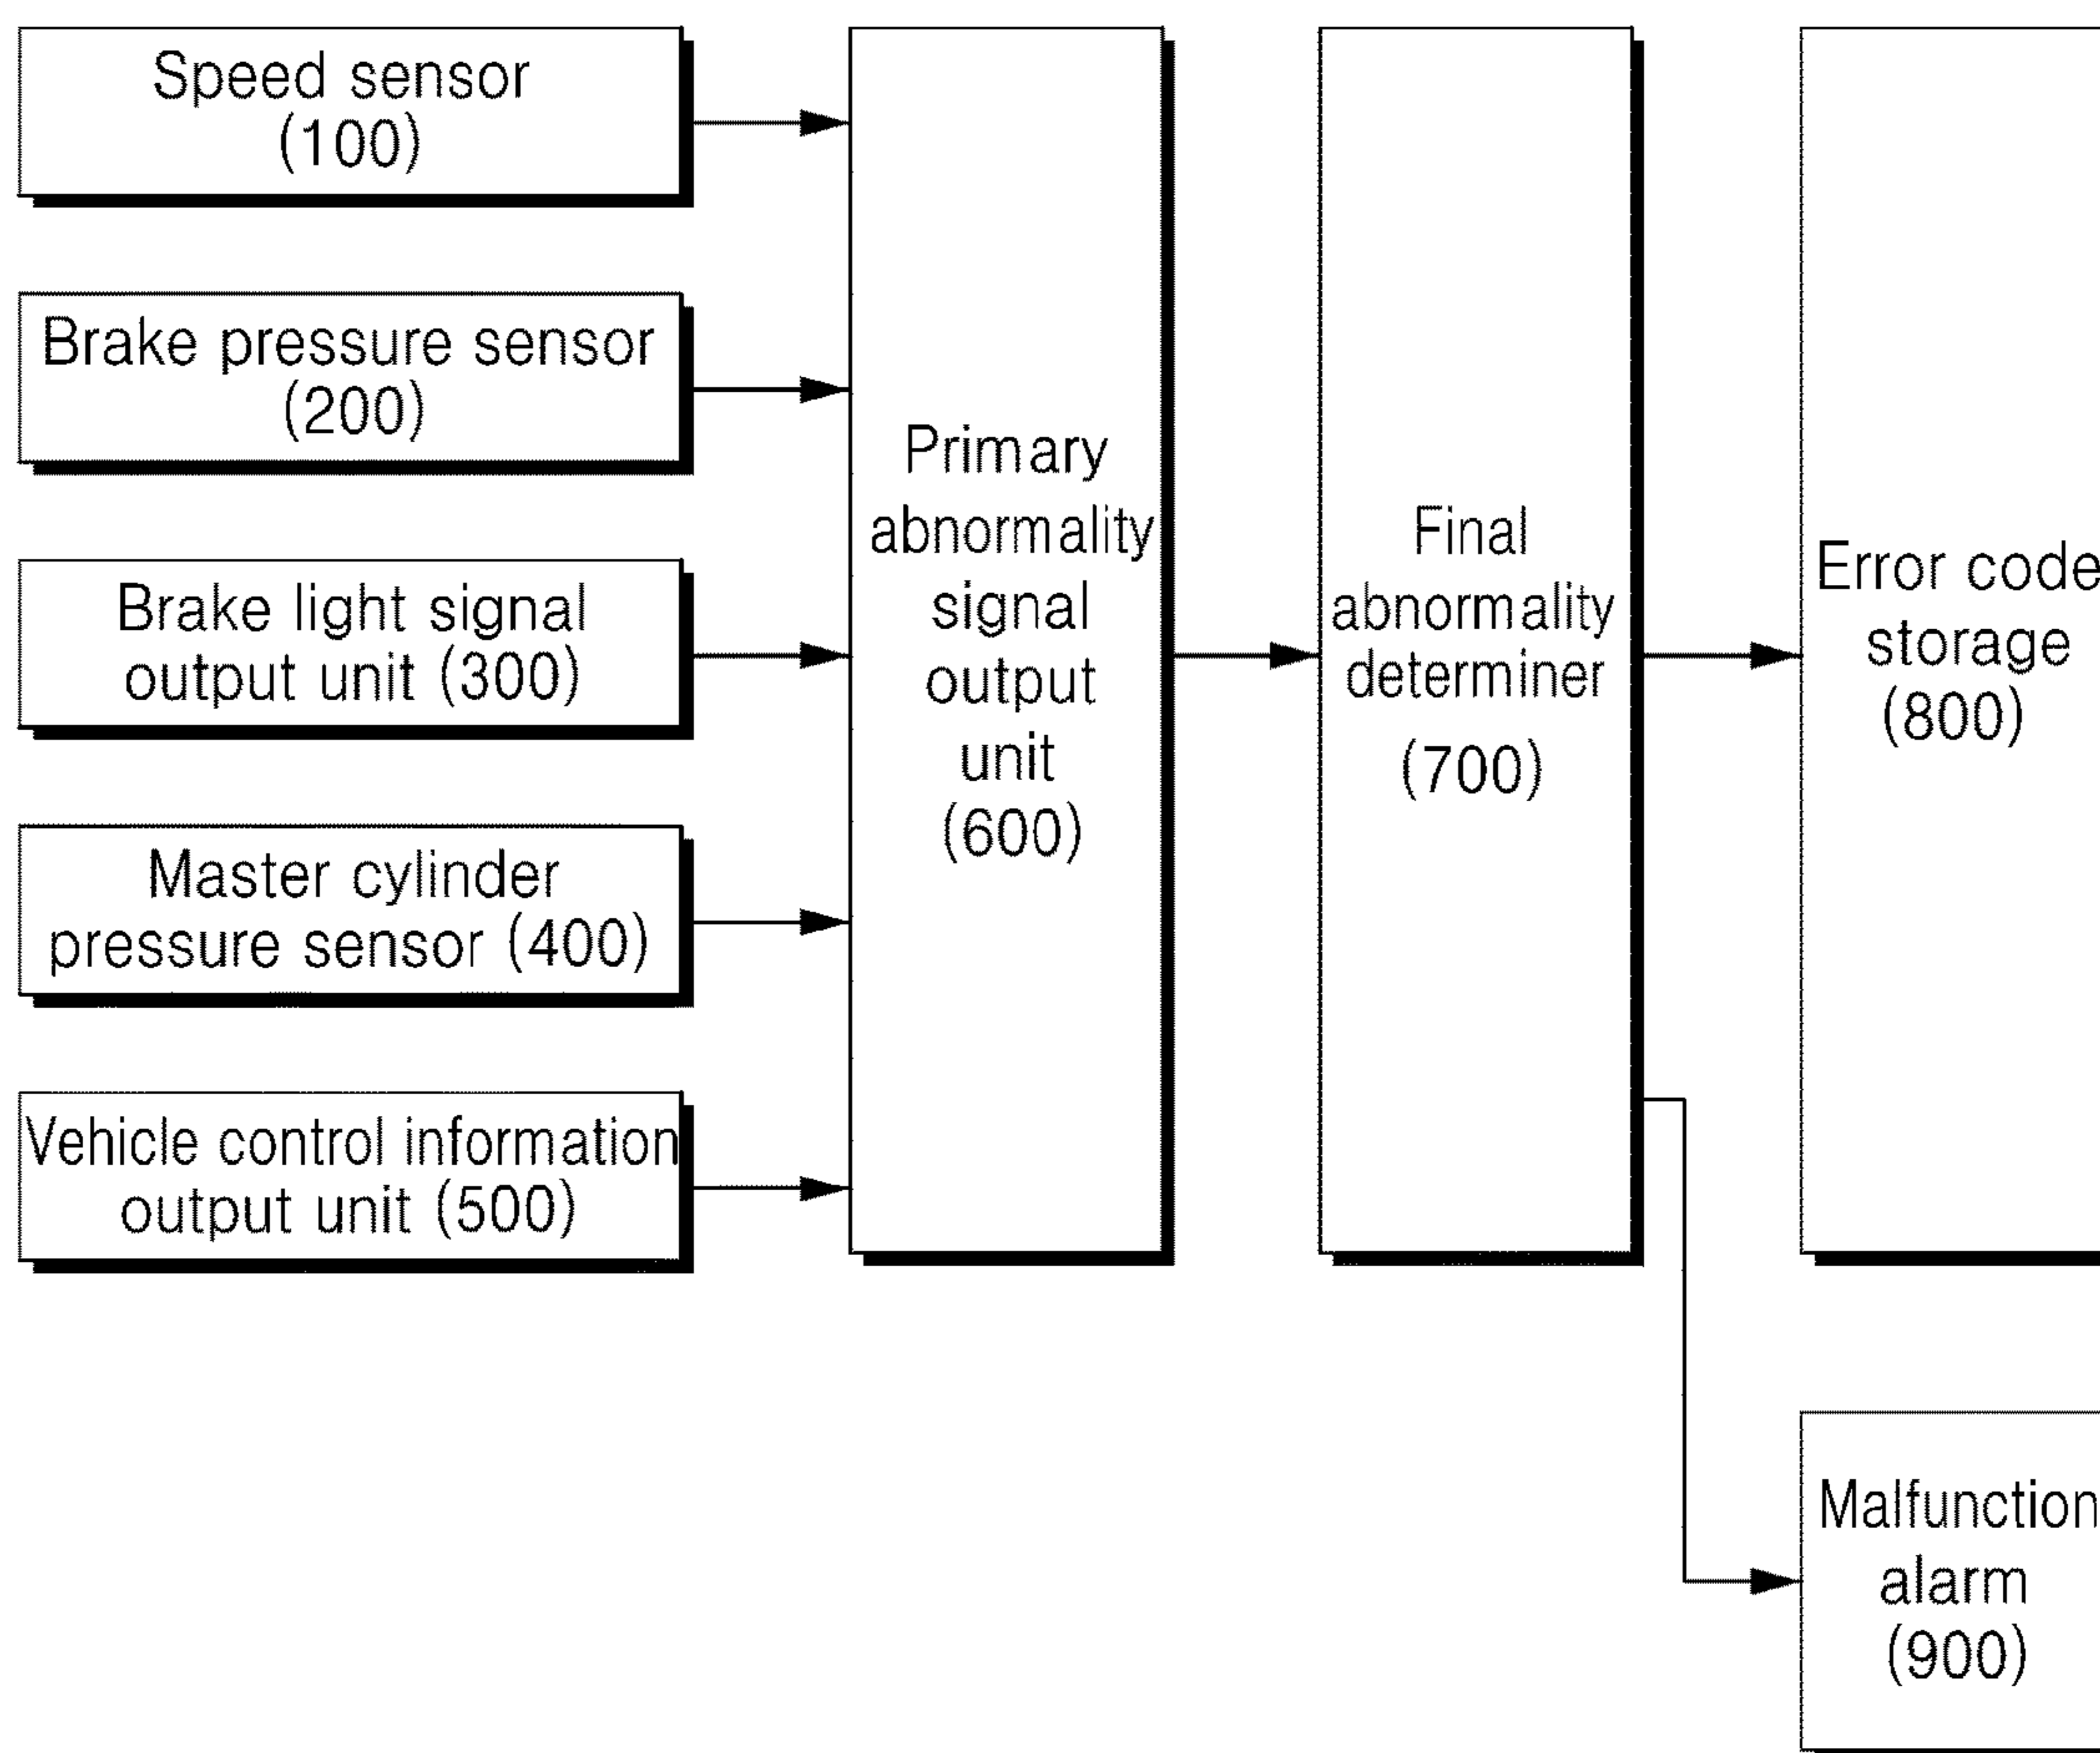 Speed sensor
(100)
Brake pressure sensor
(200)
Brake light signal
output unit (300)
Master cylinder
pressure sensor (400)
Vehicle control information
output unit (500)
Primary
abnormality
signal
output
unit
(600)
Final
abnormality
determiner
(700)
Error code
storage
(800)
Malfunction
alarm
(900)